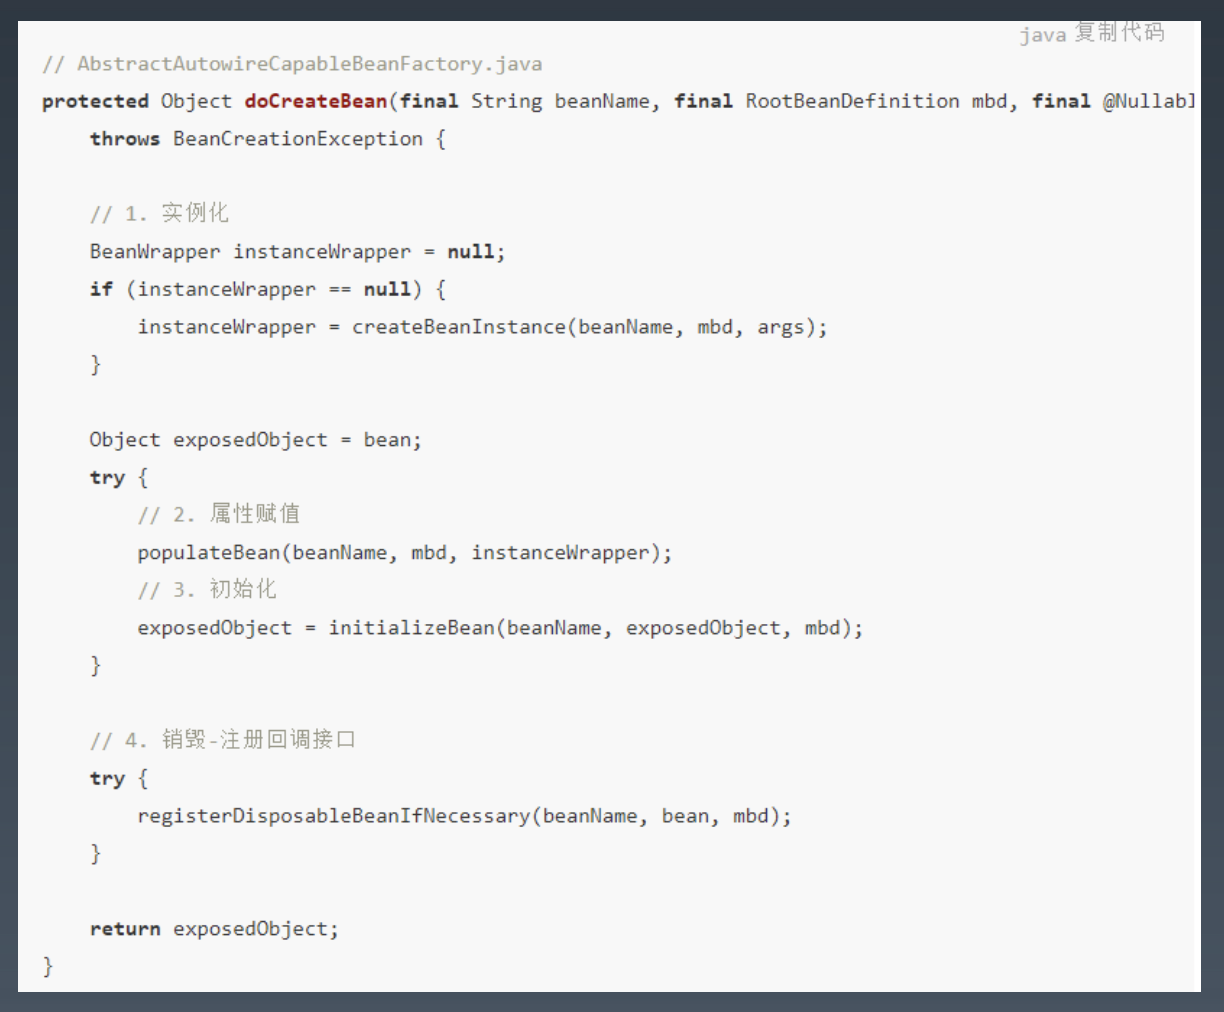 java 复制代码
// AbstractAutowireCapableBeanFactory.java
protected Object doCreateBean(final String beanName, final RootBeanDefinition mbd, final @Nullabl
    throws BeanCreationException {
    // 1. 实例化
    BeanWrapper instanceWrapper = null;
    if (instanceWrapper == null) {
        instanceWrapper = createBeanInstance(beanName, mbd, args);
    }
    Object exposedObject = bean;
    try {
        // 2. 属性赋值
        populateBean(beanName, mbd, instanceWrapper);
        // 3. 初始化
        exposedObject = initializeBean(beanName, exposedObject, mbd);
    }
    // 4. 销毁-注册回调接口
    try {
        registerDisposableBeanIfNecessary(beanName, bean, mbd);
    }
    return exposedObject;
}